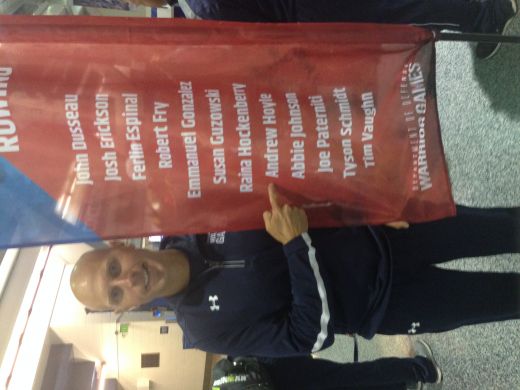 ROWING
John Dusseau
Josh Erickson
Ferln Espinal
Robert Fry
Emmanuel Gonzalez
Susan Guzowski
Raina Hockenberry
Andrew Hoyle
Abbie Johnson
Joe Paterniti
Tyson Schmidt
Tim Vaughn
DEPARTMENT OF DEFENSE
WARRIOR GAMES